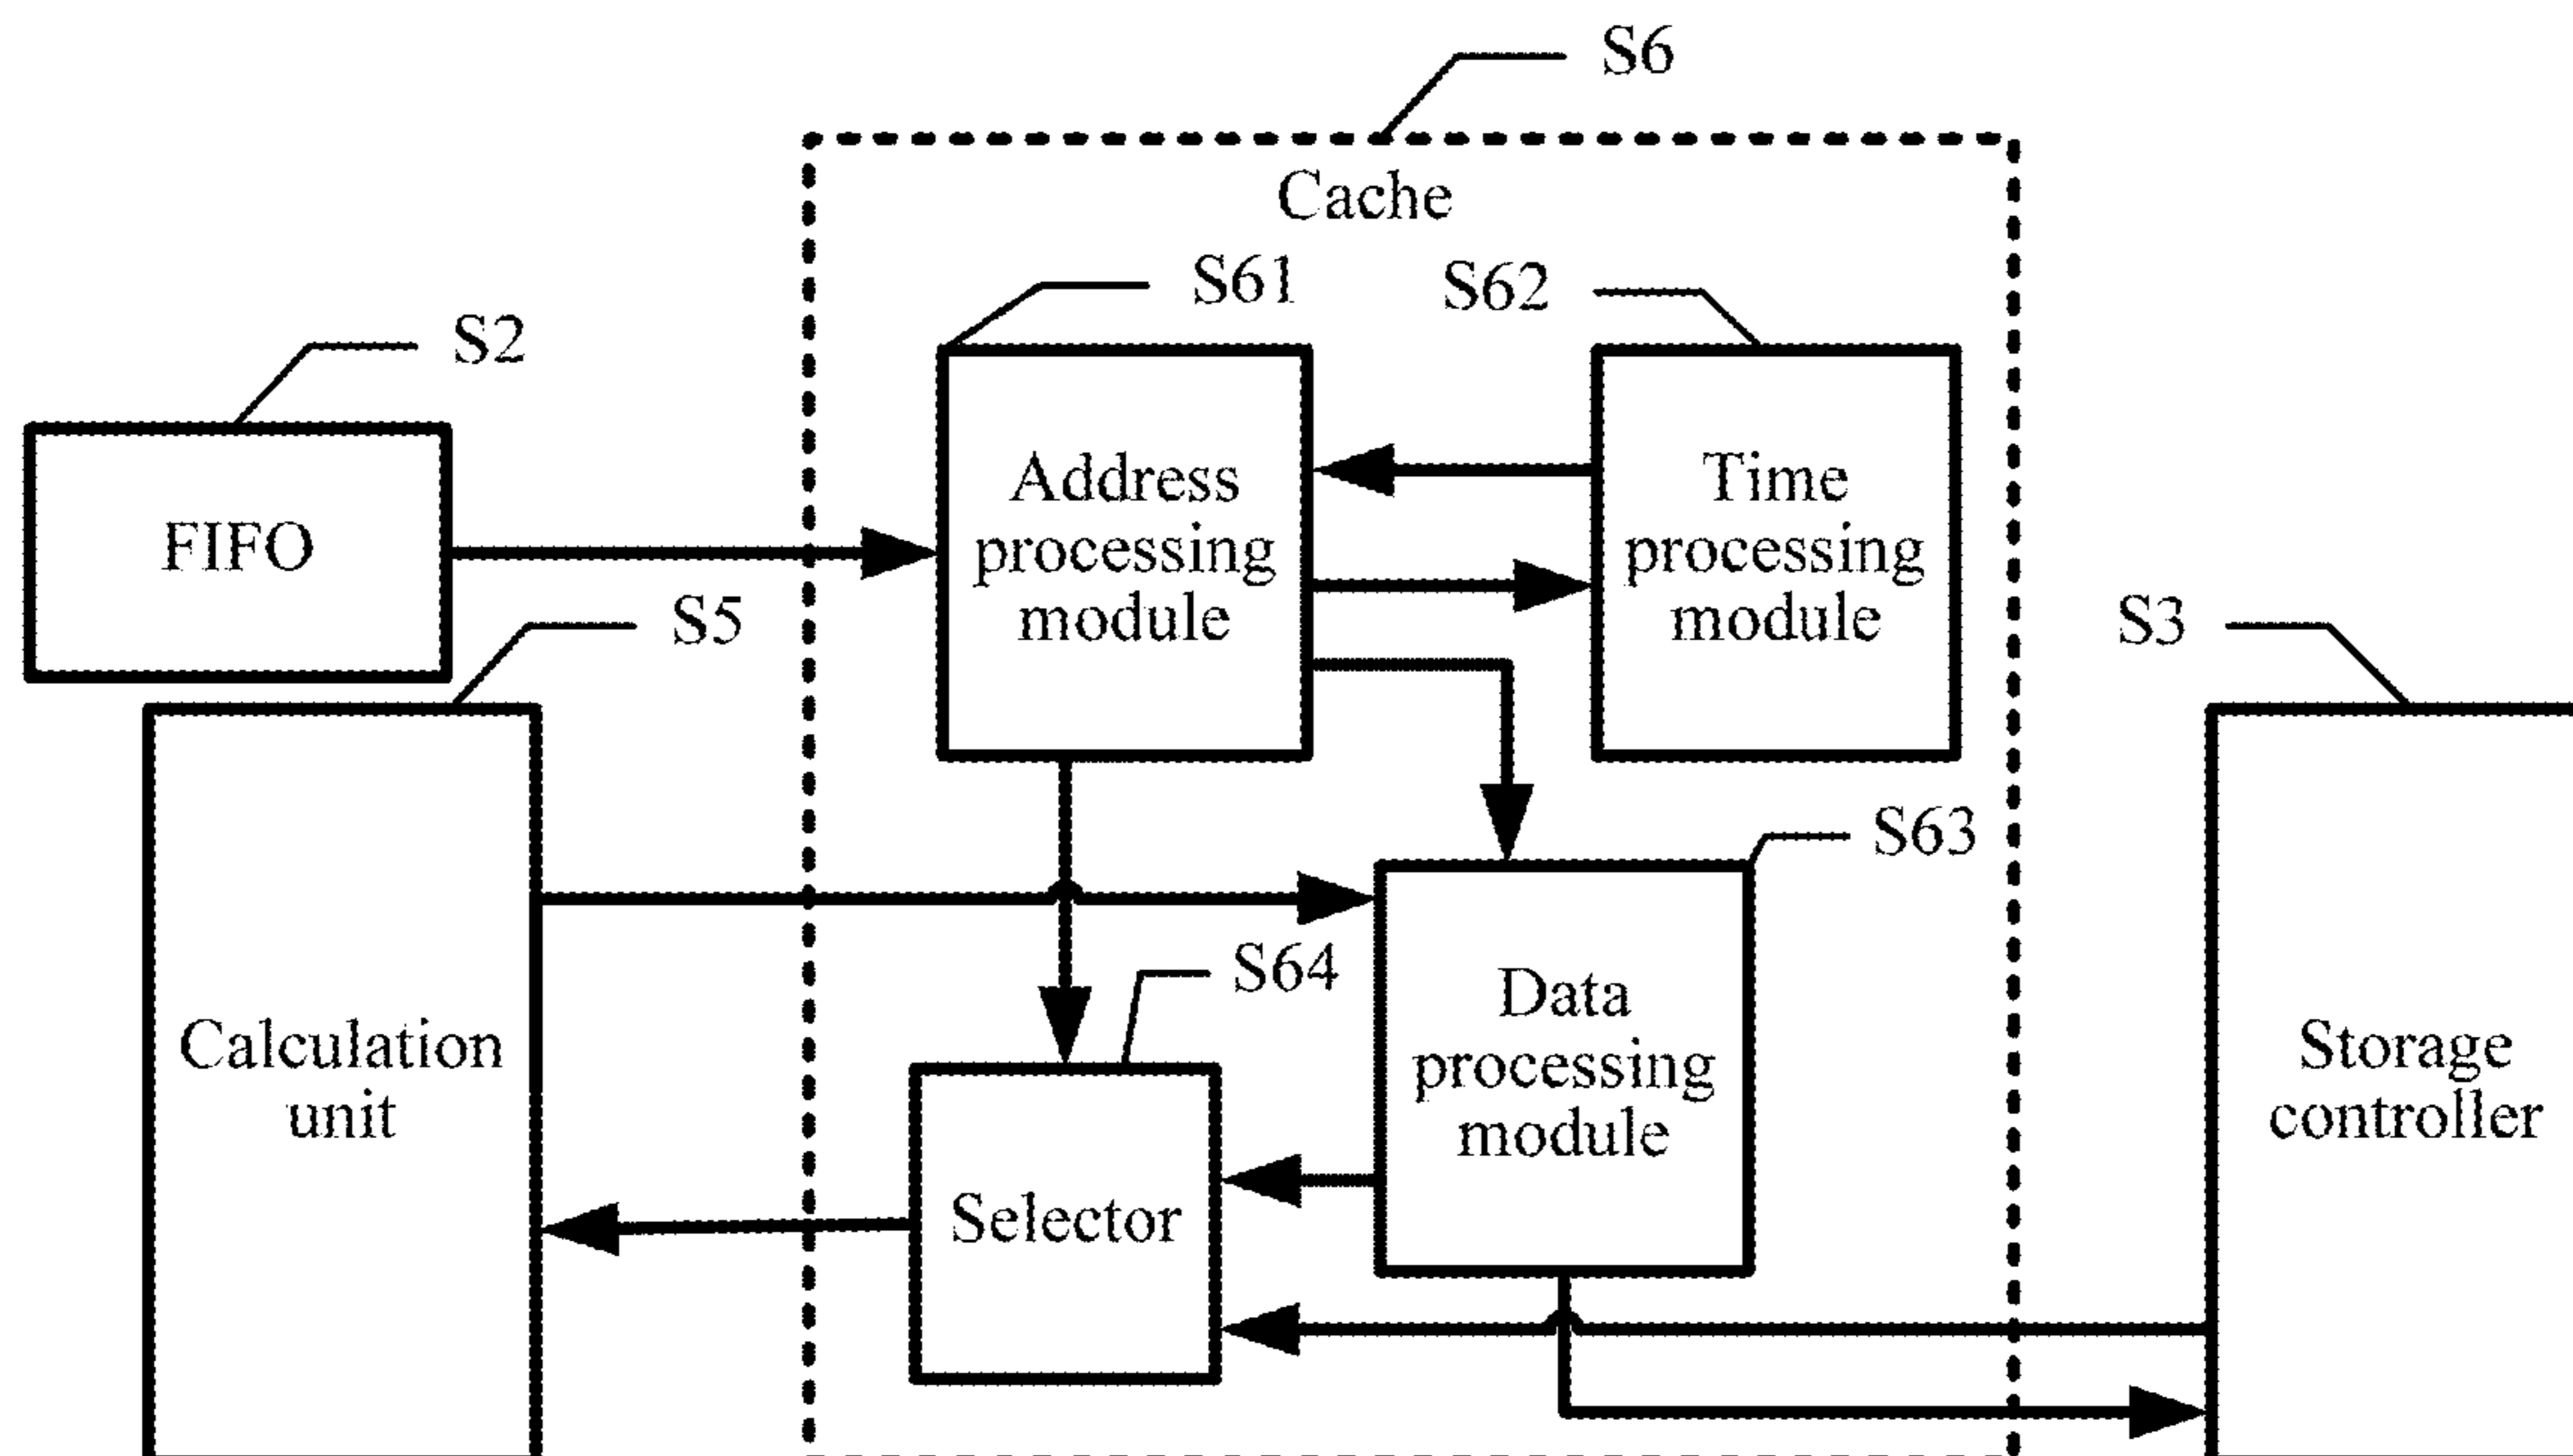 S6
Cache
S61
S62
S2
Address
processing
module
Time
processing
module
FIFO
S5
S3
S63
S64
Data
processing
module
Calculation
unit
Storage
controller
Selector